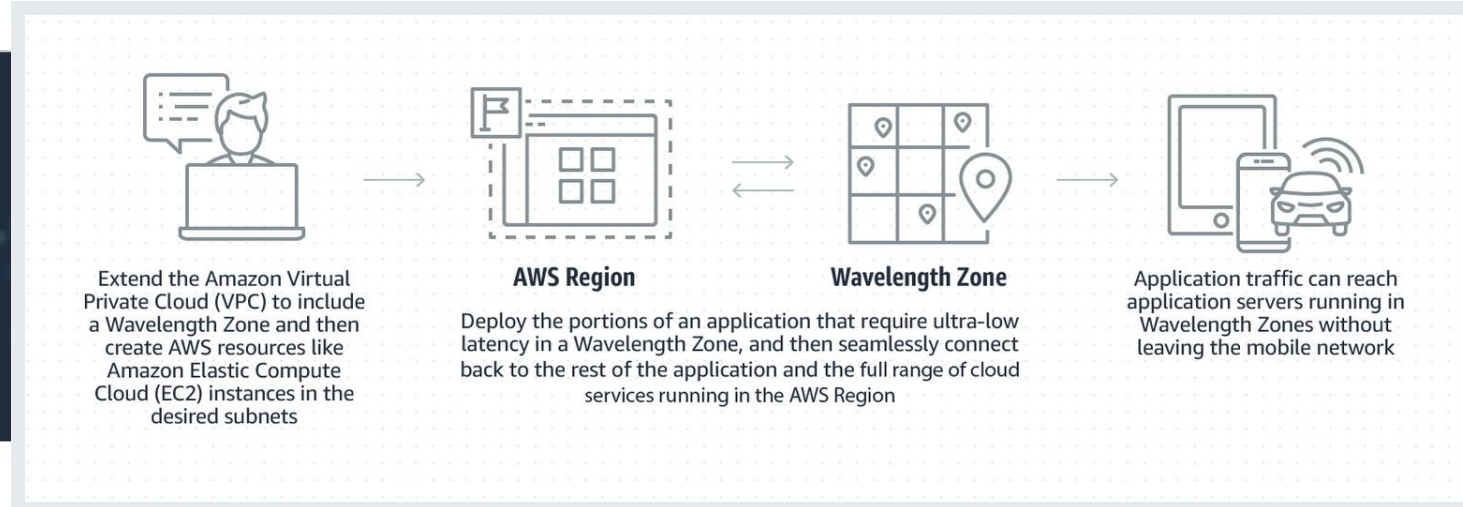 Extend the Amazon Virtual
Private Cloud (VPC) to include
a Wavelength Zone and then
create AWS resources like
Amazon Elastic Compute
Cloud (EC2) instances in the
desired subnets
AWS Region
Wavelength Zone
Deploy the portions of an application that require ultra-low
latency in a Wavelength Zone, and then seamlessly connect
back to the rest of the application and the full range of cloud
services running in the AWS Region
Application traffic can reach
application servers running in
Wavelength Zones without
leaving the mobile network